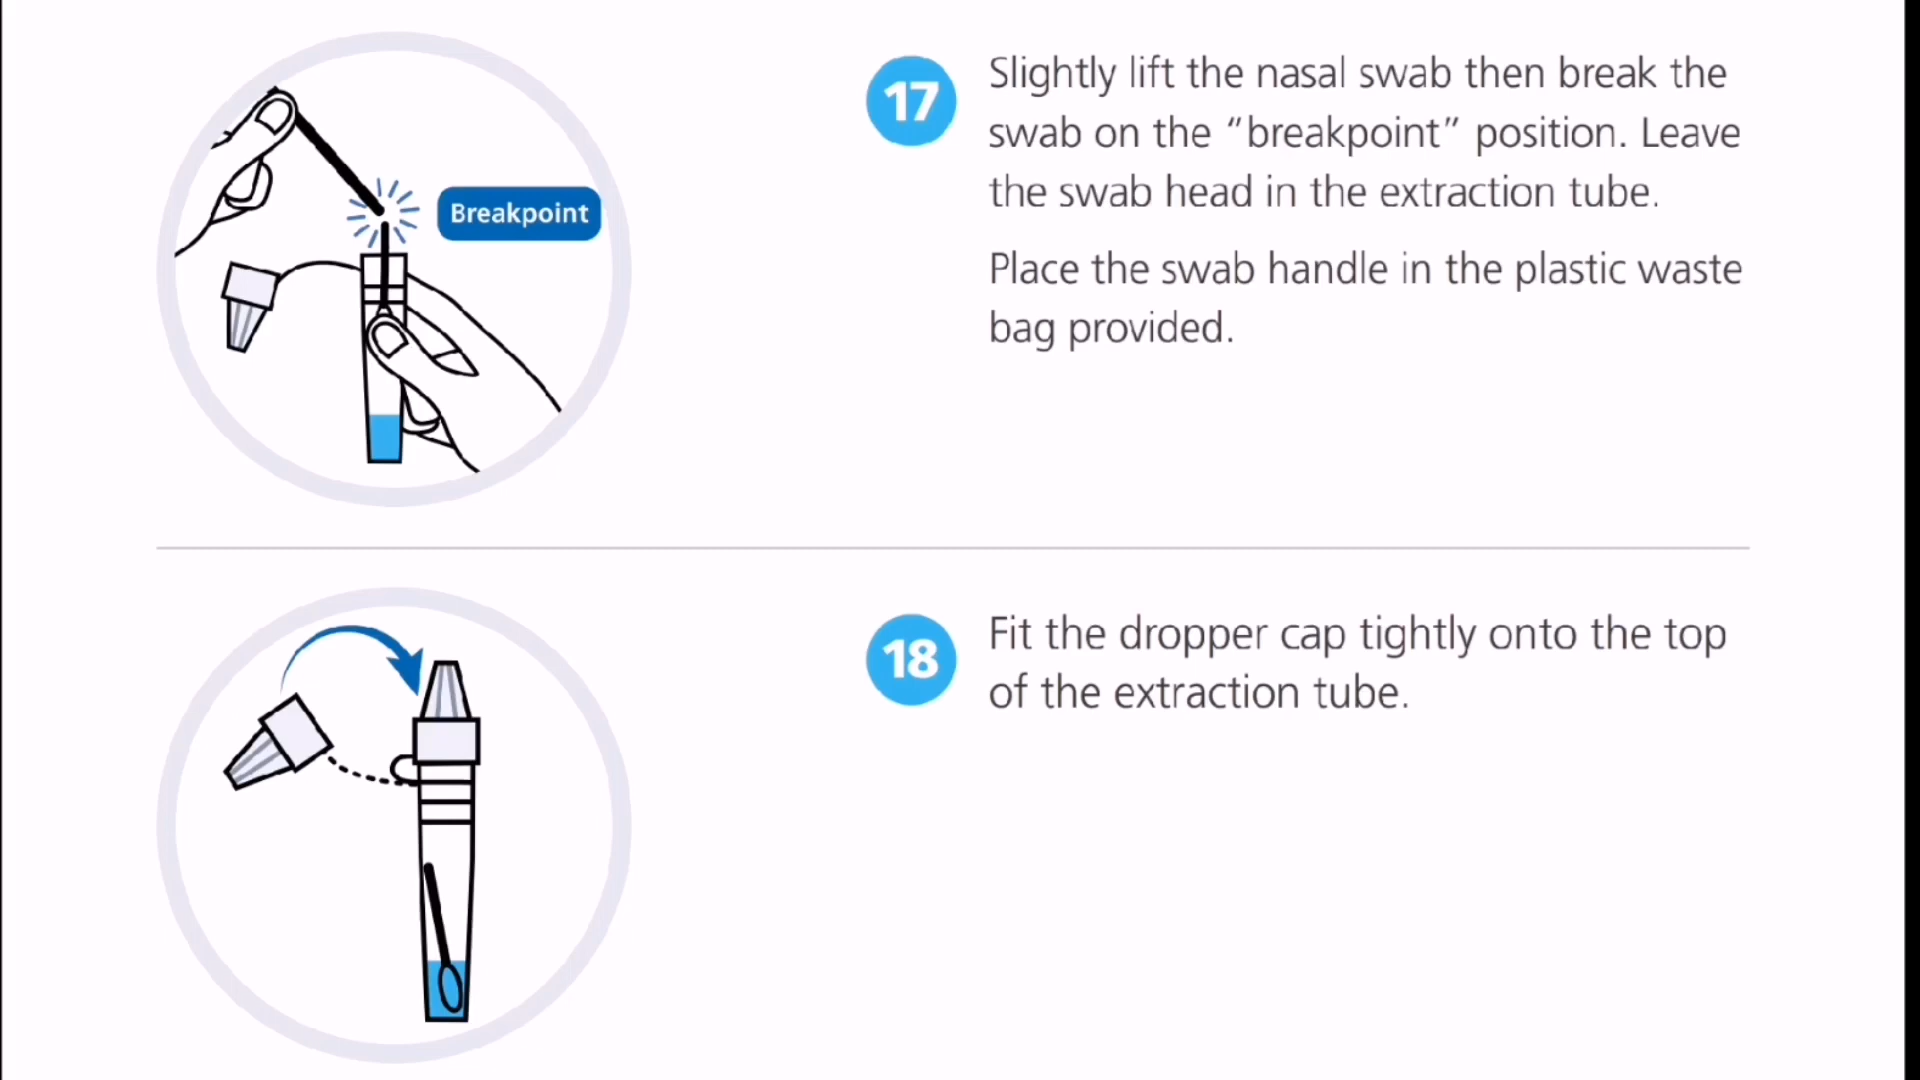 Breakpoint
17
Slightly lift the nasal swab then break the
swab on the “breakpoint” position. Leave
the swab head in the extraction tube.
Place the swab handle in the plastic waste
bag provided.
18
Fit the dropper cap tightly onto the top
of the extraction tube.